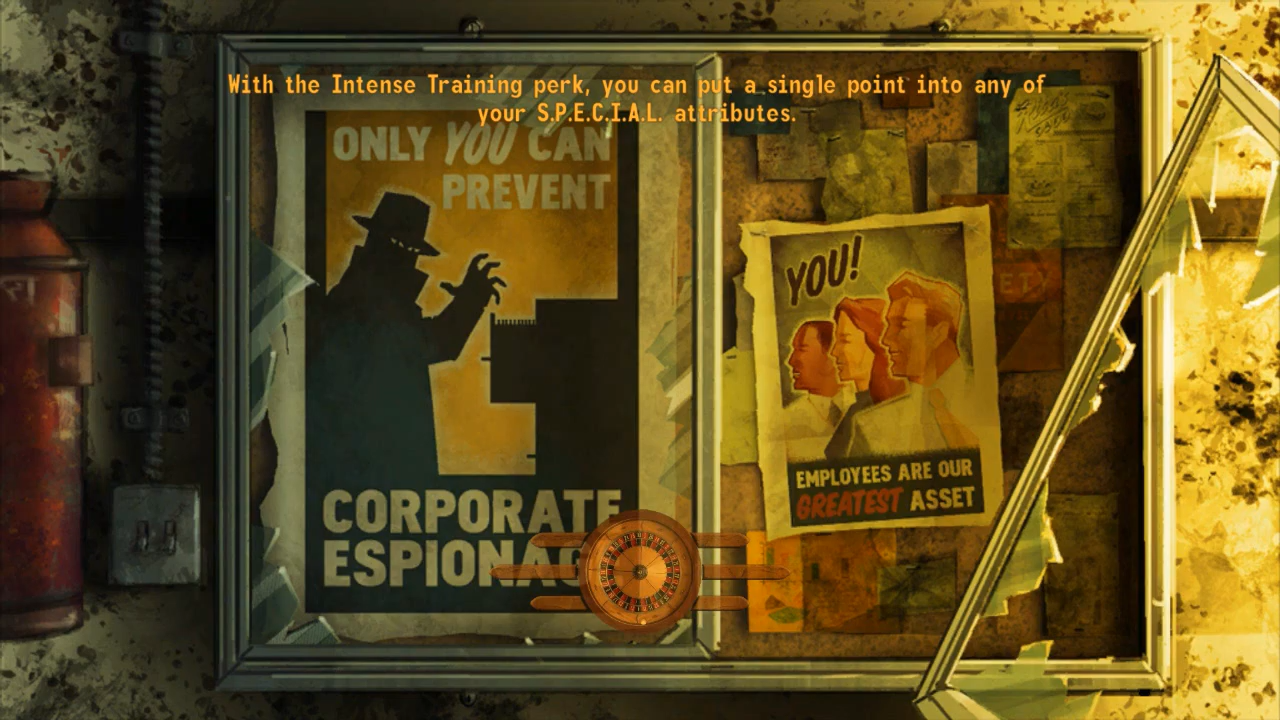 With the Intense Training perk, you can put a single point into any of
your S.P.E.C.I.A.L. attributes.
ONLY YOU CAN
PREVENT
CORPORATE
YOU!
EMPLOYEES ARE OUR
GREATEST ASSET